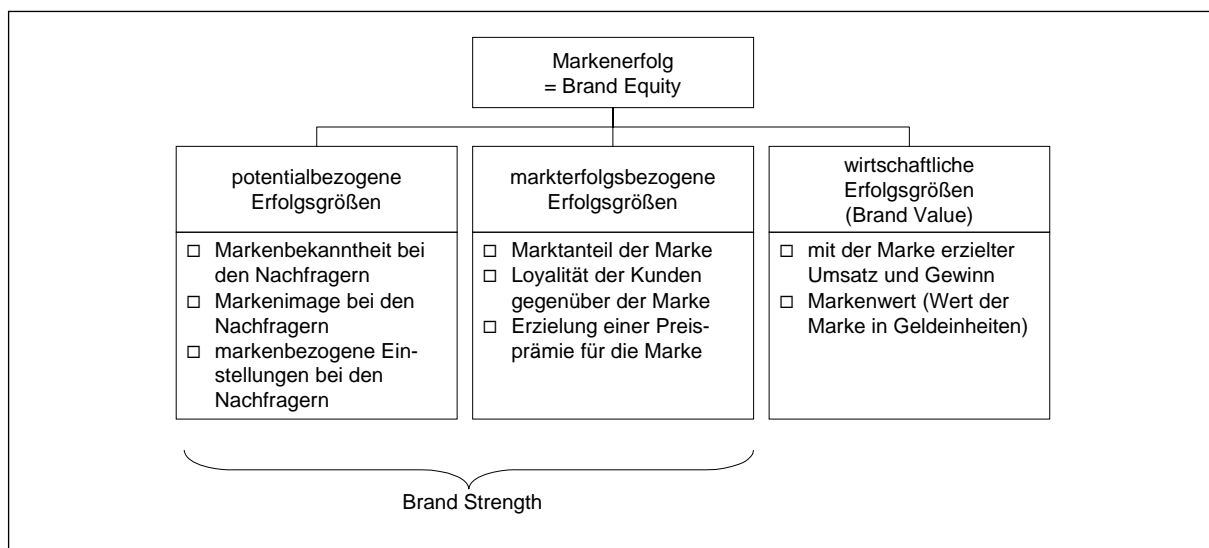 Markenerfolg
= Brand Equity
potentialbezogene
Erfolgsgrößen
☐ Markenbekanntheit bei
den Nachfragern
☐ Markenimage bei den
Nachfragern
☐ markenbezogene Ein-
stellungen bei den
Nachfragern
markterfolgsbezogene
Erfolgsgrößen
☐ Marktanteil der Marke
☐ Loyalität der Kunden
gegenüber der Marke
☐ Erzielung einer Preis-
prämie für die Marke
wirtschaftliche
Erfolgsgrößen
(Brand Value)
☐ mit der Marke erzielter
Umsatz und Gewinn
☐ Markenwert (Wert der
Marke in Geldeinheiten)
Brand Strength